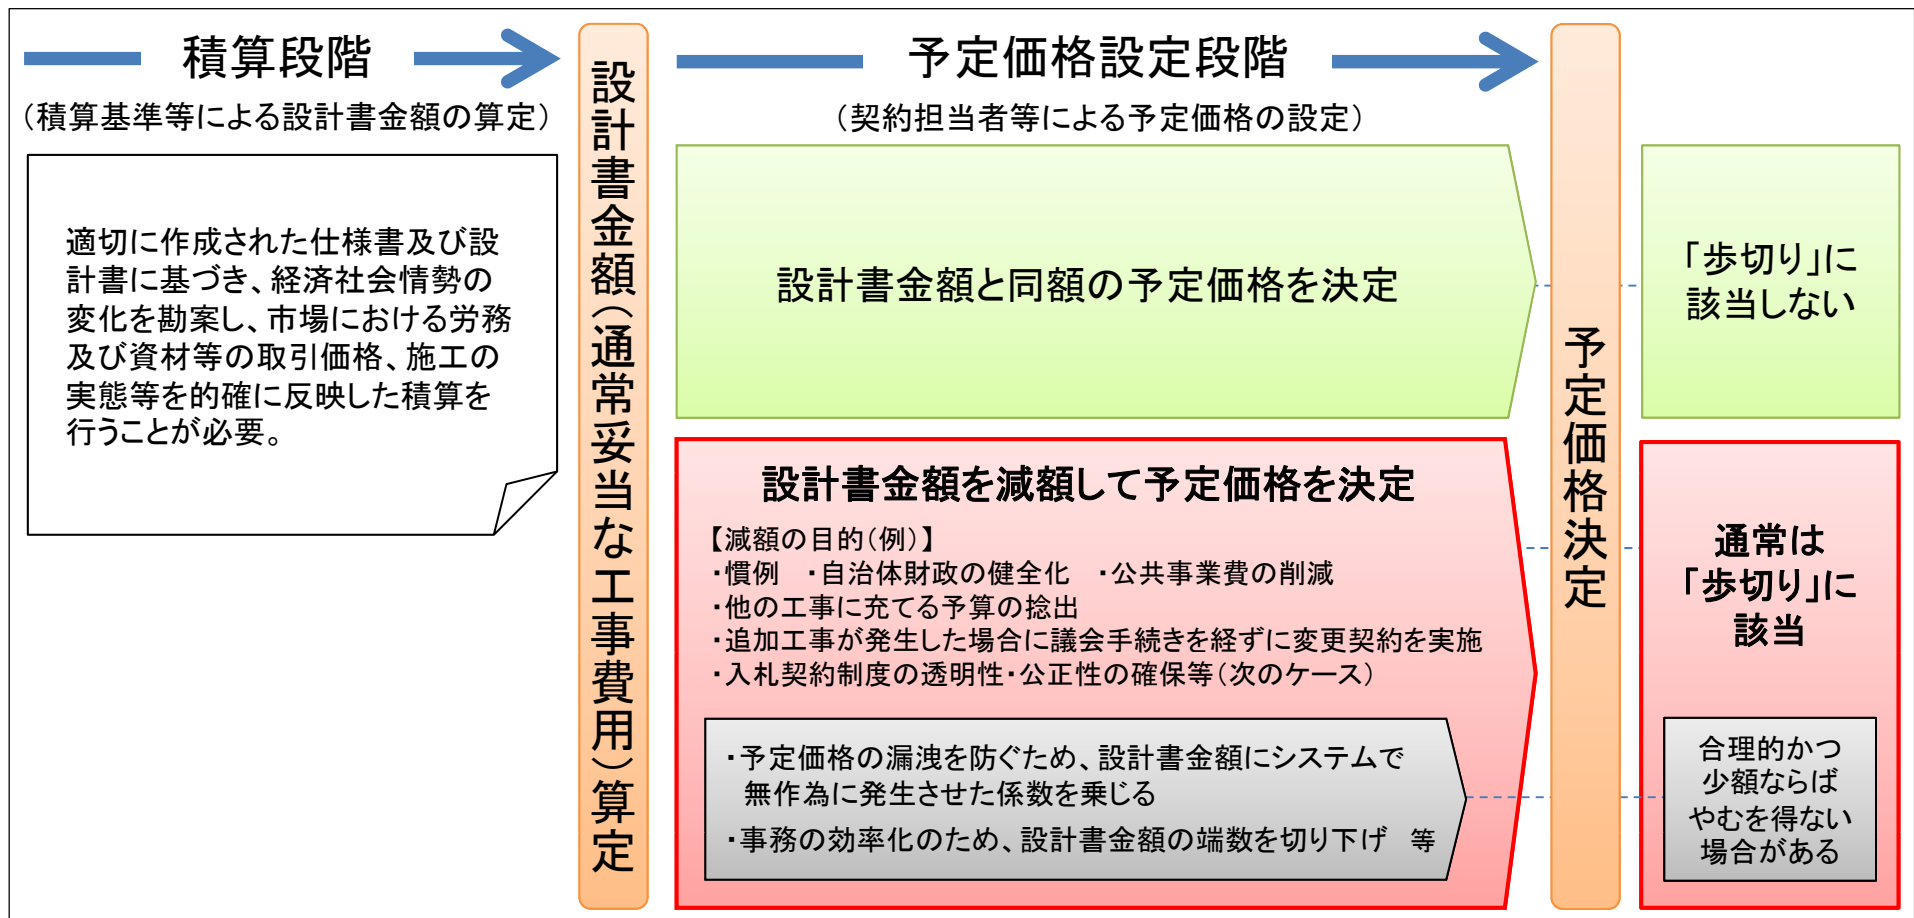 積算段階
(積算基準等による設計書金額の算定)
適切に作成された仕様書及び設
計書に基づき、経済社会情勢の
変化を勘案し、市場における労務
及び資材等の取引価格、施工の
実態等を的確に反映した積算を
行うことが必要。
設計書金額(通常妥当な工事費用)算定
予定価格設定段階
(契約担当者等による予定価格の設定)
設計書金額と同額の予定価格を決定
設計書金額を減額して予定価格を決定
【減額の目的(例)】
・慣例 ・自治体財政の健全化 ・公共事業費の削減
・他の工事に充てる予算の捻出
・追加工事が発生した場合に議会手続きを経ずに変更契約を実施
・入札契約制度の透明性・公正性の確保等(次のケース)
・予定価格の漏洩を防ぐため、設計書金額にシステムで
無作為に発生させた係数を乗じる
・事務の効率化のため、設計書金額の端数を切り下げ 等
予定価格決定
「歩切り」に
該当しない
通常は
「歩切り」に
該当
合理的かつ
少額ならば
やむを得ない
場合がある